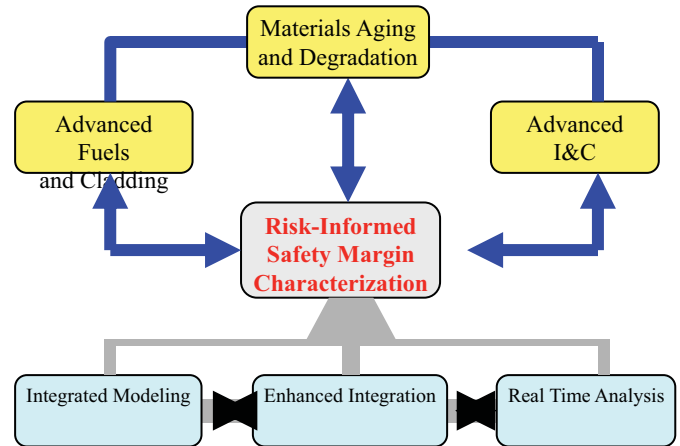 Materials Aging
and Degradation
Advanced
Fuels
and Cladding
Advanced
I&C
Risk-Informed
Safety Margin
Characterization
Integrated Modeling
Enhanced Integration
Real Time Analysis